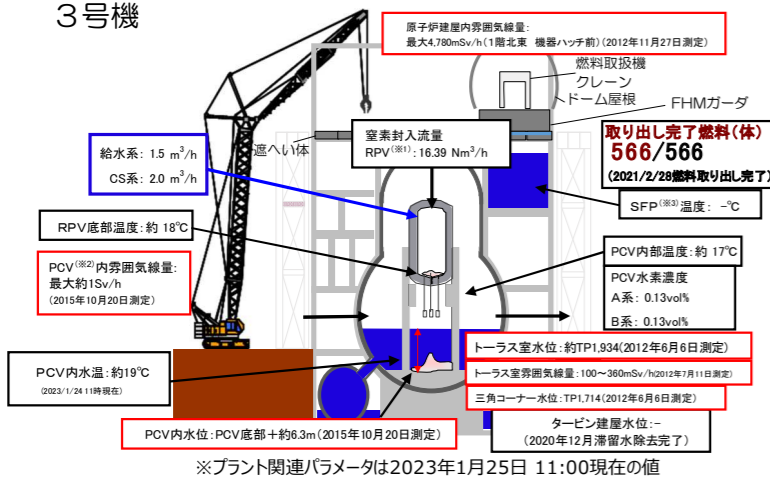 3号機
原子炉建屋内雰囲気線量:
最大4,780mSv/h(1階北東 機器ハッチ前)(2012年11月27日測定)
燃料取扱機
クレーン
ドーム屋根
FHMガーダ
遮へい体
窒素封入流量
RPV(※1):16.39 Nm³/h
給水系: 1.5 m³/h
CS系: 2.0 m³/h
取り出し完了燃料(体)
566/566
(2021/2/28燃料取り出し完了)
SFP(※3)温度: -℃
RPV底部温度:約 18℃
PCV(※2)内雰囲気線量:
最大約1Sv/h
(2015年10月20日測定)
PCV内部温度:約 17℃
PCV水素濃度
A系: 0.13vol%
B系: 0.13vol%
PCV内水温:約19℃
(2023/1/24 11時現在)
トーラス室水位:約TP1,934(2012年6月6日測定)
トーラス室雰囲気線量:100~360mSv/h(2012年7月11日測定)
三角コーナー水位:TP1,714(2012年6月6日測定)
PCV内水位:PCV底部+約6.3m(2015年10月20日測定)
タービン建屋水位:-
(2020年12月滞留水除去完了)
※プラント関連パラメータは2023年1月25日 11:00現在の値